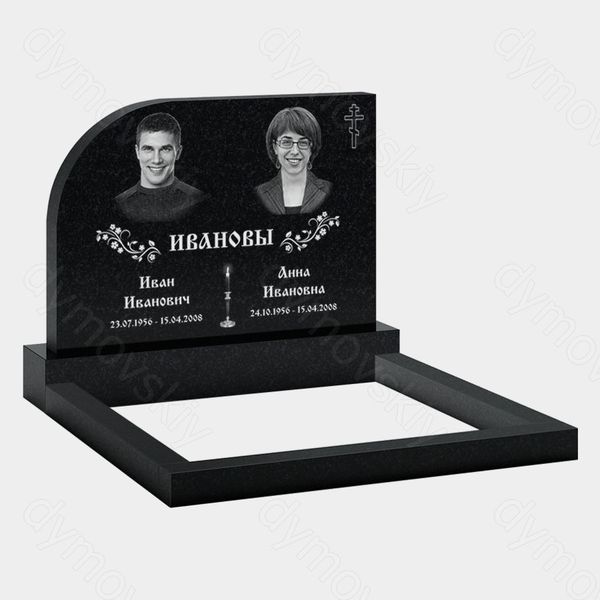 ИВАНОВЫ
Иван
Иванович
23.07.1956 - 15.04.2008
Анна
Ивановна
24.10.1956 - 15.04.2008
dymovskiy